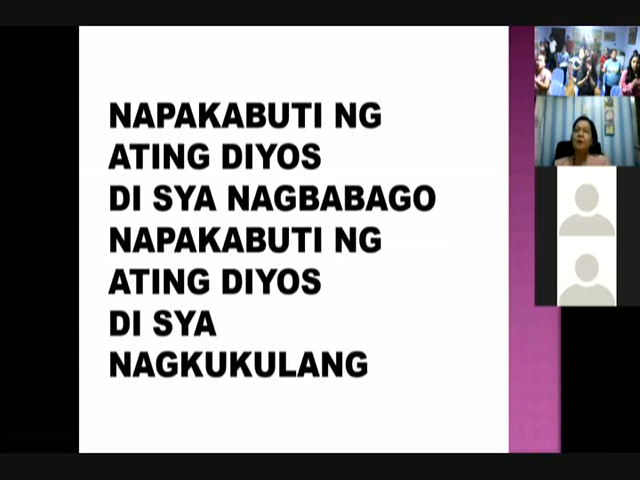 NAPAKABUTI NG
ATING DIYOS
DI SYA NAGBABAGO
NAPAKABUTI NG
ATING DIYOS
DI SYA
NAGKUKULANG